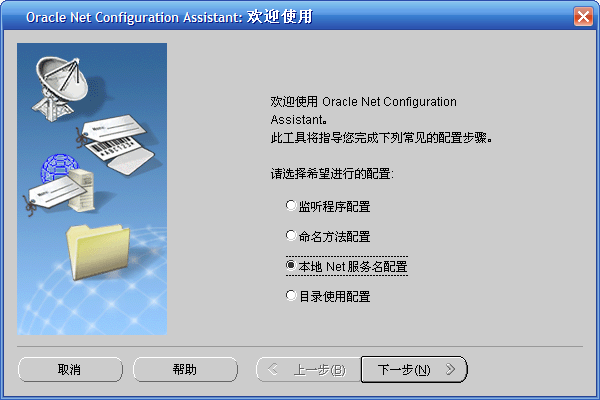 Oracle Net Configuration Assistant: 欢迎使用
欢迎使用 Oracle Net Configuration
Assistant。
此工具将指导您完成下列常见的配置步骤。
请选择希望进行的配置:
监听程序配置
命名方法配置
本地 Net 服务名配置
目录使用配置
取消
帮助
上一步(B)
下一步(N)